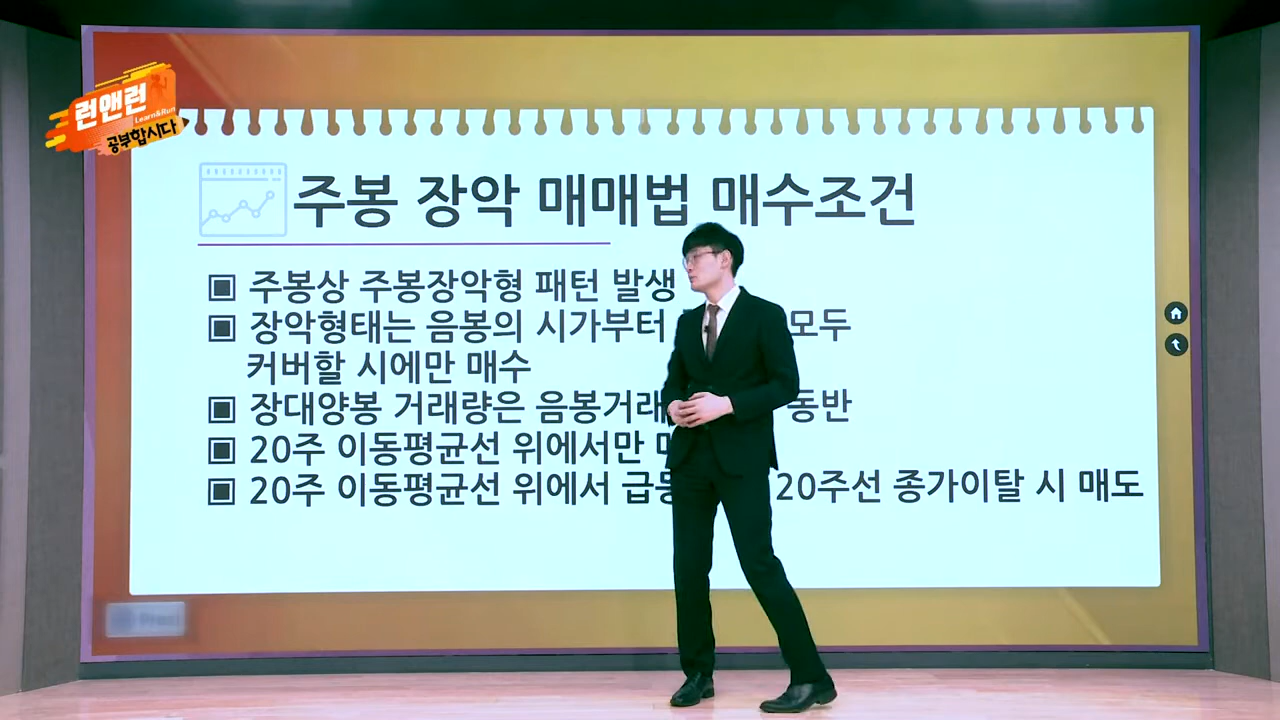 런앤런
Learn&Run
공부합시다
주봉 장악 매매법 매수조건
▣ 주봉상 주봉장악형 패턴 발생
▣ 장악형태는 음봉의 시가부터 모두
커버할 시에만 매수
▣ 장대양봉 거래량은 음봉거래 동반
▣ 20주 이동평균선 위에서만
▣ 20주 이동평균선 위에서 20주선 종가이탈 시 매도